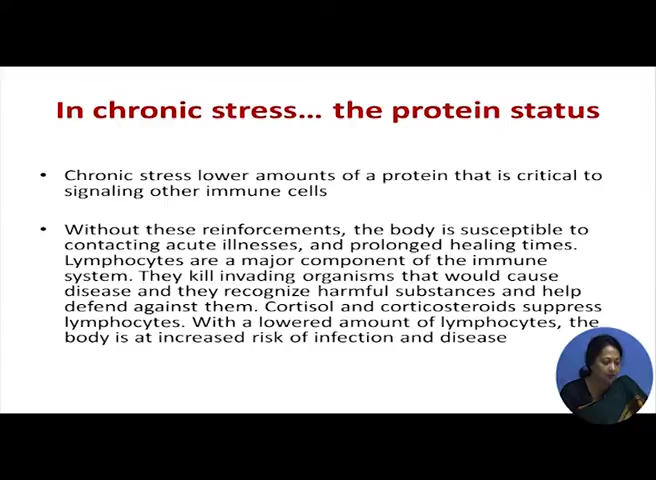 In chronic stress... the protein status
• Chronic stress lower amounts of a protein that is critical to
signaling other immune cells
• Without these reinforcements, the body is susceptible to
contacting acute illnesses, and prolonged healing times.
Lymphocytes are a major component of the immune
system. They kill invading organisms that would cause
disease and they recognize harmful substances and help
defend against them. Cortisol and corticosteroids suppress
lymphocytes. With a lowered amount of lymphocytes, the
body is at increased risk of infection and disease